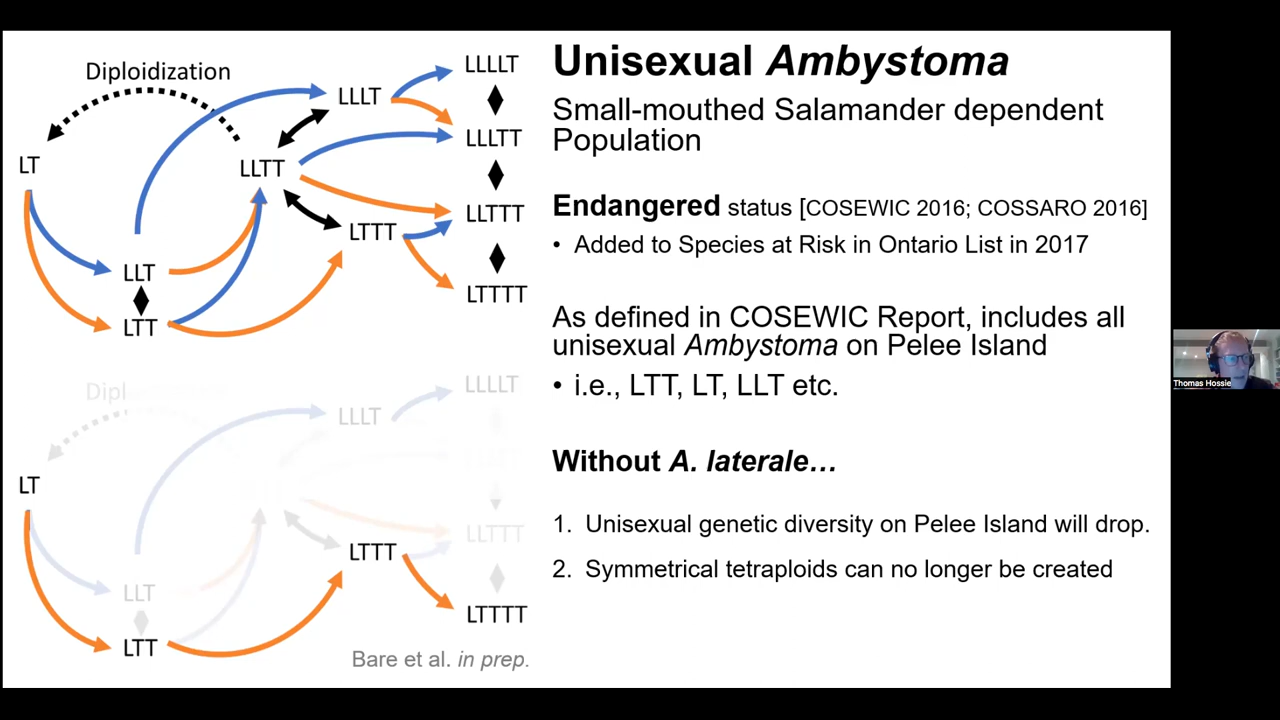 Diploidization
LT
LLT
LTT
LLTT
LLLT
LTTT
LLLLT
LLLTT
LLTTT
LTTTT
LT
LLT
LTT
LLLT
LTTT
LLLLT
LLTTT
LTTTT
Bare et al. in prep.
Unisexual Ambystoma
Small-mouthed Salamander dependent
Population
Endangered status [COSEWIC 2016; COSSARO 2016]
• Added to Species at Risk in Ontario List in 2017
As defined in COSEWIC Report, includes all
unisexual Ambystoma on Pelee Island
• i.e., LTT, LT, LLT etc.
Without A. laterale…
1. Unisexual genetic diversity on Pelee Island will drop.
2. Symmetrical tetraploids can no longer be created
Thomas Hossie